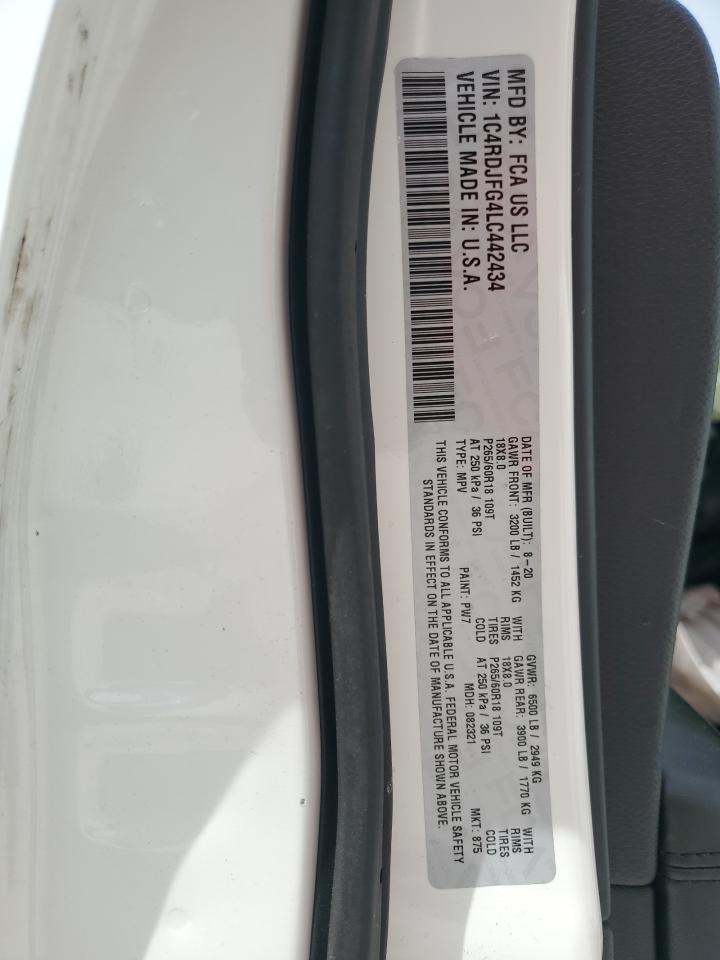 MFD BY: FCA US LLC
VIN: 1C4RDJFG4LC442434
VEHICLE MADE IN: U.S.A.
DATE OF MFR (BUILT): 8-20 GVWR: 6500 LB / 2949 KG
GAWR FRONT: 3200 LB / 1452 KG WITH GAWR REAR: 3900 LB / 1770 KG WITH
18X8.0 RIMS 18X8.0 RIMS
P265/60R18 109T TIRES P265/60R18 109T TIRES
AT 250 kPa / 36 PSI COLD AT 250 kPa / 36 PSI COLD
TYPE: MPV PAINT: PW7 MDH: 082321 MKT: 875
THIS VEHICLE CONFORMS TO ALL APPLICABLE U.S.A. FEDERAL MOTOR VEHICLE SAFETY
STANDARDS IN EFFECT ON THE DATE OF MANUFACTURE SHOWN ABOVE.